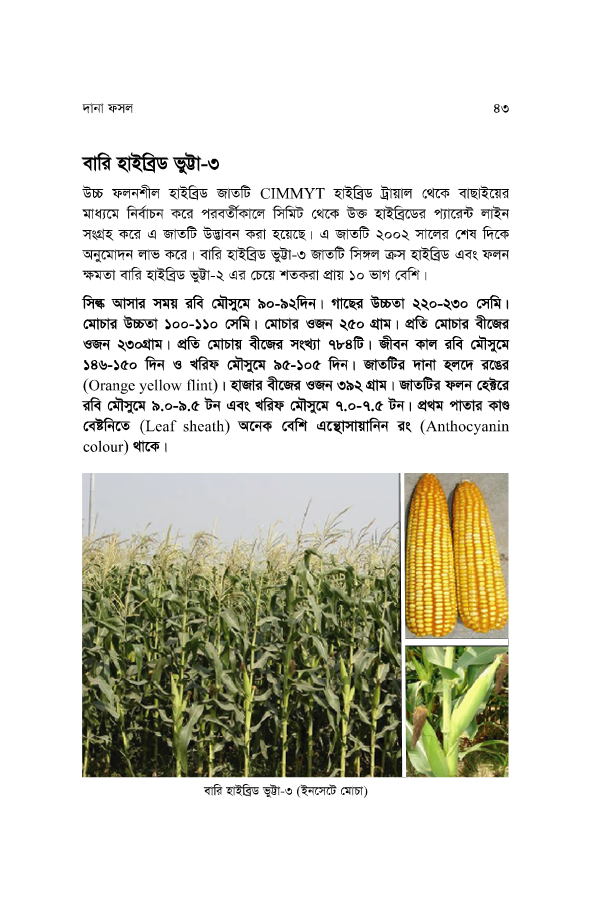 দানা ফসল ৪৩
বারি হাইব্রিড ভুট্টা-৩
উচ্চ ফলনশীল হাইব্রিড জাতটি CIMMYT হাইব্রিড ট্রায়াল থেকে বাছাইয়ের
মাধ্যমে নির্বাচন করে পরবর্তীকালে সিমিট থেকে উক্ত হাইব্রিডের প্যারেন্ট লাইন
সংগ্রহ করে এ জাতটি উদ্ভাবন করা হয়েছে। এ জাতটি ২০০২ সালের শেষ দিকে
অনুমোদন লাভ করে। বারি হাইব্রিড ভুট্টা-৩ জাতটি সিঙ্গল ক্রস হাইব্রিড এবং ফলন
ক্ষমতা বারি হাইব্রিড ভুট্টা-২ এর চেয়ে শতকরা প্রায় ১০ ভাগ বেশি।
সিল্ক আসার সময় রবি মৌসুমে ৯০-৯২দিন। গাছের উচ্চতা ২২০-২৩০ সেমি।
মোচার উচ্চতা ১০০-১১০ সেমি। মোচার ওজন ২৫০ গ্রাম। প্রতি মোচার বীজের
ওজন ২৩০গ্রাম। প্রতি মোচায় বীজের সংখ্যা ৭৮৪টি। জীবন কাল রবি মৌসুমে
১৪৬-১৫০ দিন ও খরিফ মৌসুমে ৯৫-১০৫ দিন। জাতটির দানা হলদে রঙের
(Orange yellow flint)। হাজার বীজের ওজন ৩৯২ গ্রাম। জাতটির ফলন হেক্টরে
রবি মৌসুমে ৯.০-৯.৫ টন এবং খরিফ মৌসুমে ৭.০-৭.৫ টন। প্রথম পাতার কাণ্ড
বেষ্টনিতে (Leaf sheath) অনেক বেশি এন্থোসায়ানিন রং (Anthocyanin
colour) থাকে।
বারি হাইব্রিড ভুট্টা-৩ (ইনসেটে মোচা)